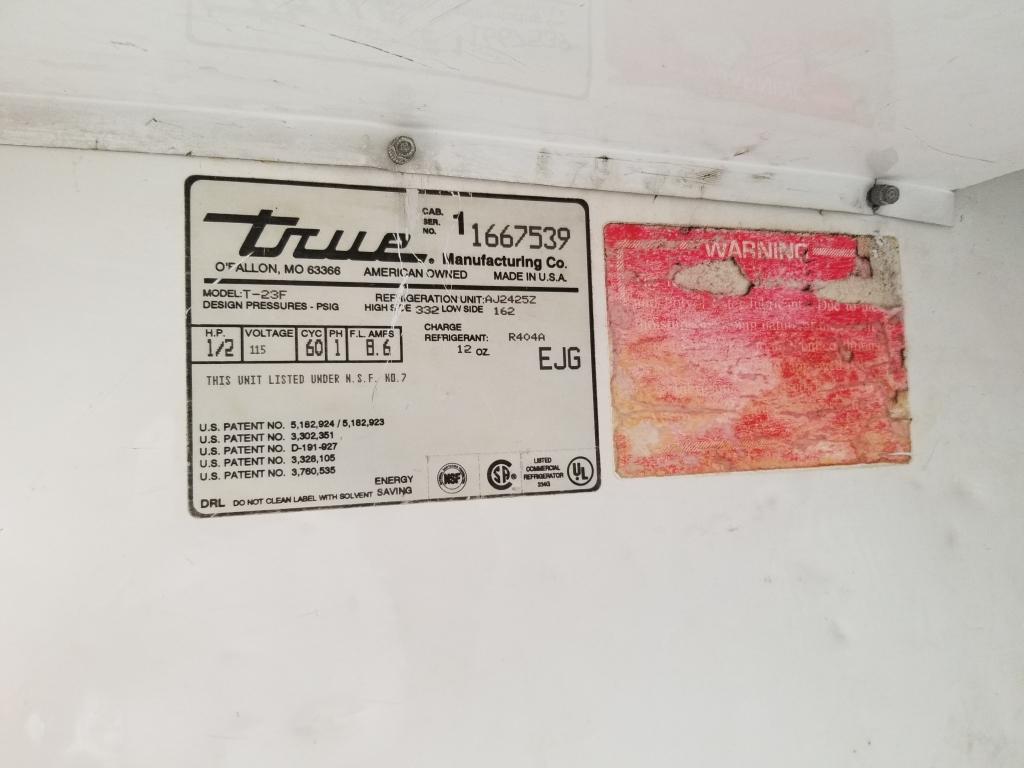 true
CAB. SER. NO. 1 1667539
Manufacturing Co.
O'FALLON, MO 63366 AMERICAN OWNED MADE IN U.S.A.
MODEL: T-23F REFRIGERATION UNIT: AJ2425Z
DESIGN PRESSURES - PSIG HIGH SIDE 332 LOW SIDE 162
H.P. VOLTAGE CYC PH F.L. AMPS
1/2 115 60 1 8.6
CHARGE
REFRIGERANT: R404A
12 OZ.
EJG
THIS UNIT LISTED UNDER N.S.F. NO.7
U.S. PATENT NO. 5,182,924 / 5,182,923
U.S. PATENT NO. 3,302,351
U.S. PATENT NO. D-191-927
U.S. PATENT NO. 3,328,105
U.S. PATENT NO. 3,760,535
ENERGY
SAVING
DRL DO NOT CLEAN LABEL WITH SOLVENT
NSF
SP
LISTED
COMMERCIAL
REFRIGERATOR
UL
WARNING